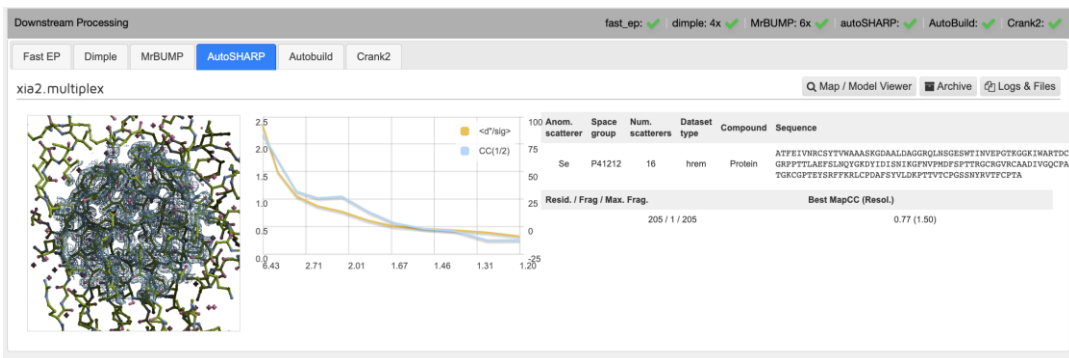 Downstream Processing fast_ep: dimple: 4x MrBUMP: 6x autoSHARP: AutoBuild: Crank2:
Fast EP Dimple MrBUMP AutoSHARP Autobuild Crank2
xia2.multiplex Map / Model Viewer Archive Logs & Files
2.5
2.0
1.5
1.0
0.5
0.0
<d"/sig>
CC(1/2)
100
75
50
25
0
-25
6.43 2.71 2.01 1.67 1.46 1.31 1.20
Anom. scatterer Space group Num. scatterers Dataset type Compound Sequence
Se P41212 16 hrem Protein
ATFEIVNRCSYTVWAAASKGDAALDAGGRQLNSGESWTINVEPGTKGGKIWARTDC
GRPPTTLAEFSLNQYGKDYIDISNIKGFNVPMDFSPTTRGCRGVRCAADIVGQCPA
TGKCGPTEYSRFFKRLCPDAFSYVLDKPTTVTCPGSSNYRVTFCPTA
Resid. / Frag / Max. Frag. Best MapCC (Resol.)
205 / 1 / 205 0.77 (1.50)